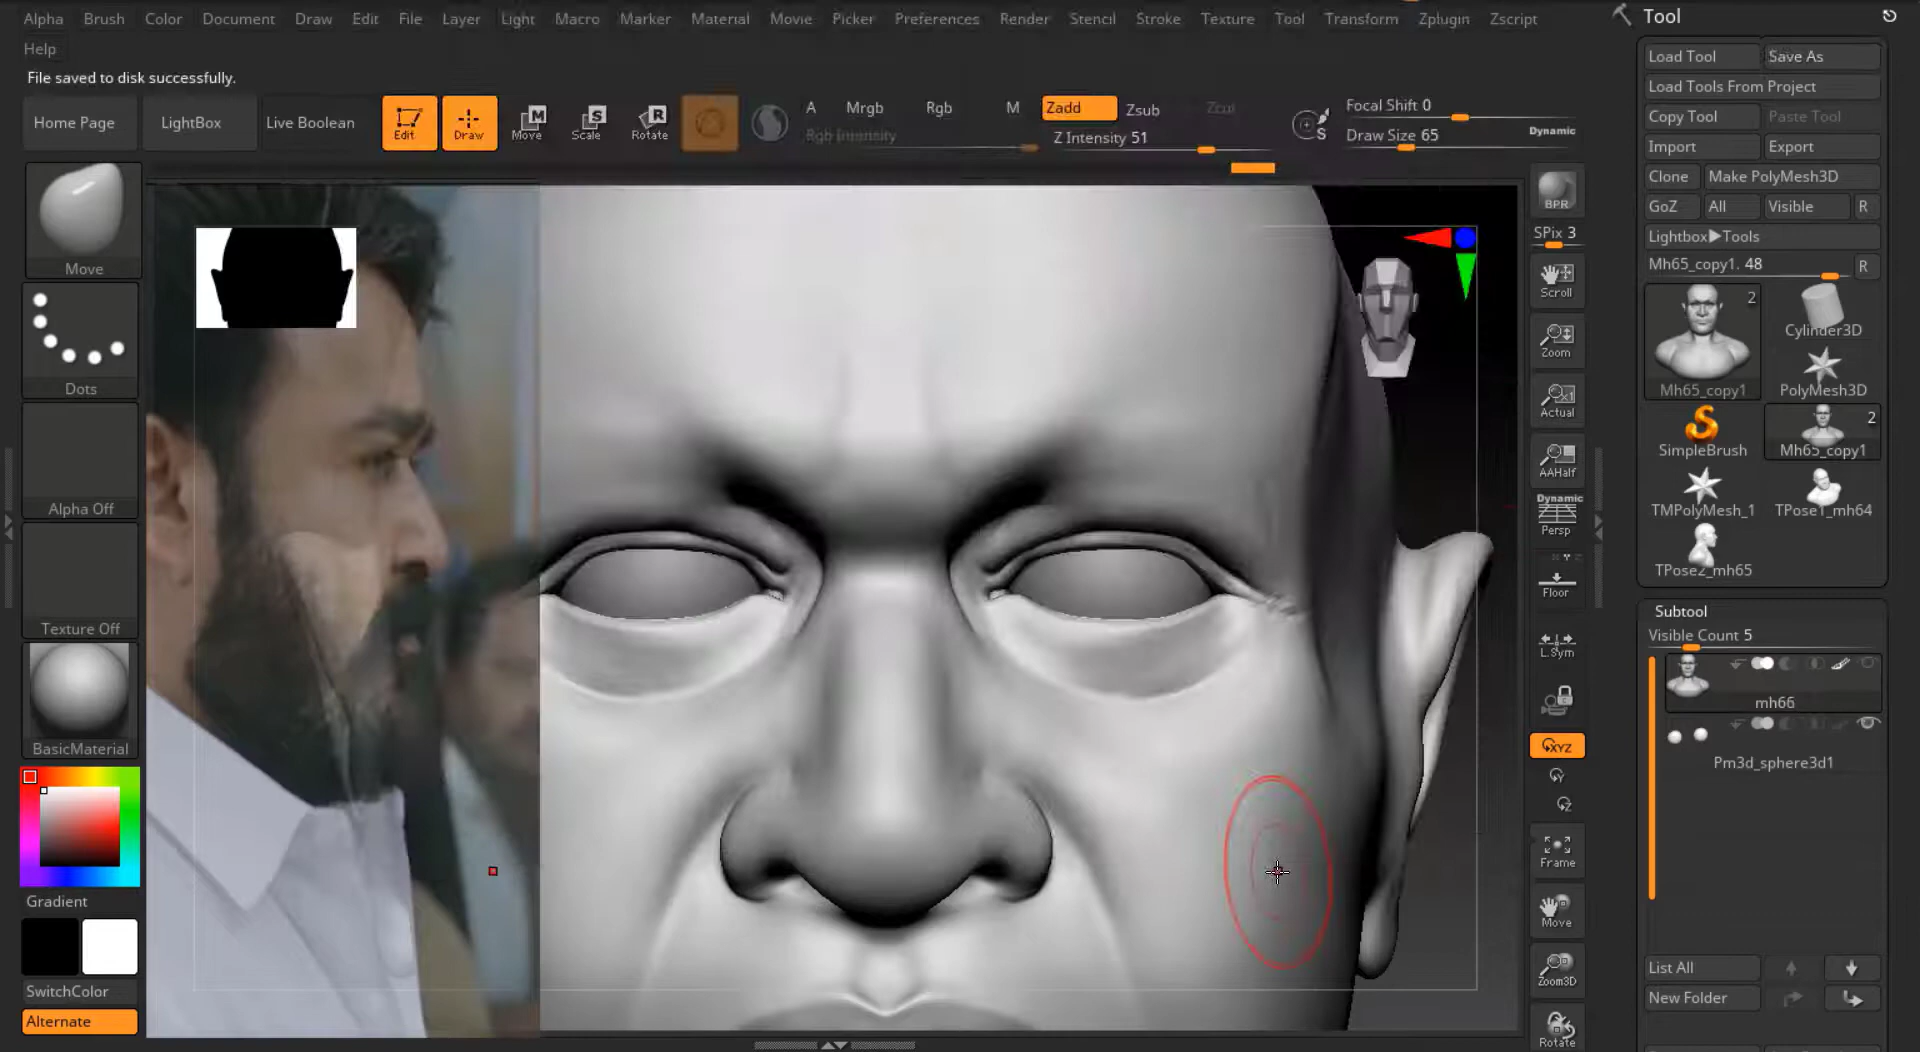 Alpha Brush Color Document Draw Edit File Layer Light Macro Marker Material Movie Picker Preferences Render Stencil Stroke Texture Tool Transform Zplugin Zscript
Help
File saved to disk successfully.
Home Page LightBox Live Boolean Edit Draw Move Scale Rotate
A Mrgb Rgb M Zadd Zsub Zcut
Rgb Intensity Z Intensity 51
Focal Shift 0
Draw Size 65 Dynamic
Move
Dots
Alpha Off
Texture Off
BasicMaterial
Gradient
SwitchColor
Alternate
BPR
SPix 3
Scroll
Zoom
Actual
AAHalf
Dynamic
Persp
Floor
L.Sym
XYZ
Y
Z
Frame
Move
Zoom3D
Rotate
Tool
Load Tool Save As
Load Tools From Project
Copy Tool Paste Tool
Import Export
Clone Make PolyMesh3D
GoZ All Visible R
Lightbox▶Tools
Mh65_copy1. 48 R
2
Cylinder3D
Mh65_copy1 PolyMesh3D
2
SimpleBrush Mh65_copy1
TMPolyMesh_1 TPose1_mh64
TPose2_mh65
Subtool
Visible Count 5
mh66
Pm3d_sphere3d1
List All
New Folder